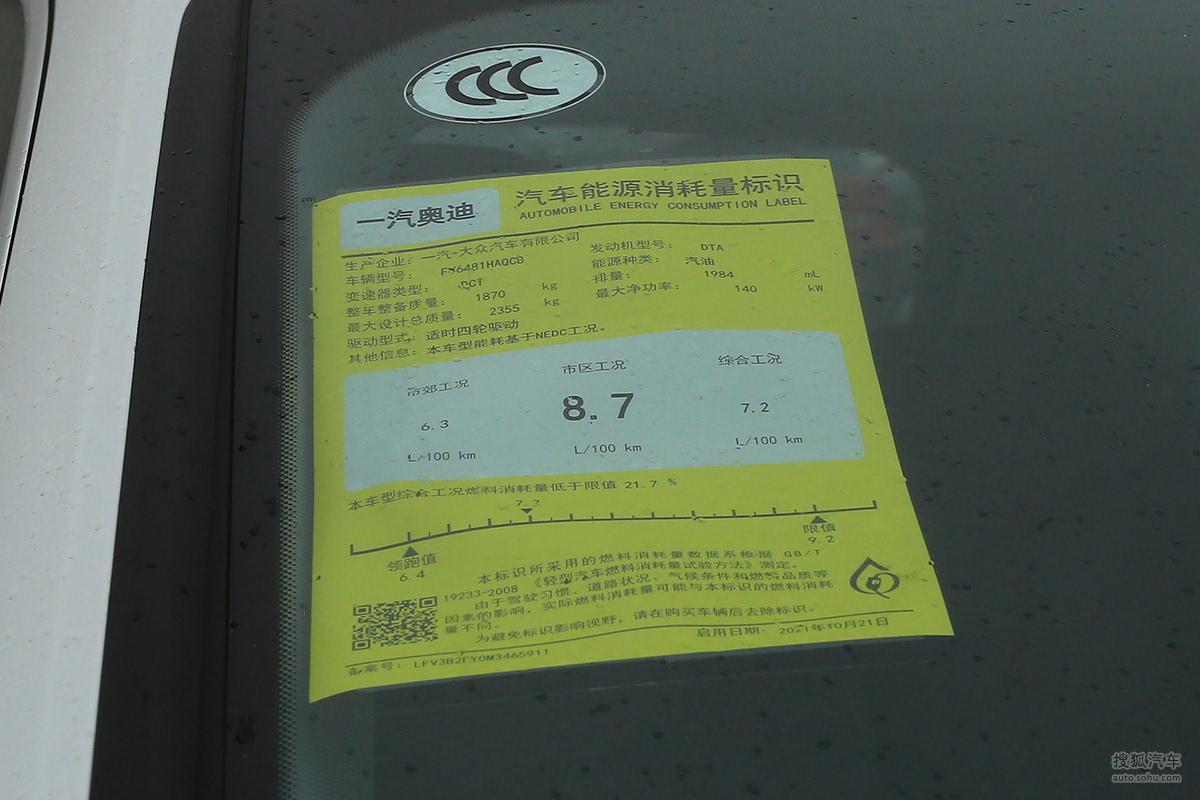 CCC
一汽奥迪
汽车能源消耗量标识
AUTOMOBILE ENERGY CONSUMPTION LABEL
生产企业: 一汽-大众汽车有限公司
车辆型号: FV6481HAQCB
变速器类型: DCT
整车整备质量: 1870 kg
最大设计总质量: 2355 kg
驱动型式: 适时四轮驱动
其他信息: 本车型能耗基于NEDC工况。
发动机型号: DTA
能源种类: 汽油
排量: 1984 mL
最大净功率: 140 kW
市郊工况
6.3
L/100 km
市区工况
8.7
L/100 km
综合工况
7.2
L/100 km
本车型综合工况燃料消耗量低于限值 21.7 %
7.2
领跑值
6.4
限值
9.2
本标识所采用的燃料消耗量数据系根据 GB/T
19233-2008 《轻型汽车燃料消耗量试验方法》测定。
由于驾驶习惯、道路状况、气候条件和燃料品质等
因素的影响, 实际燃料消耗量可能与本标识的燃料消耗
量不同。
为避免标识影响视野, 请在购买车辆后去除标识。
备案号: LFV3B2FY0M3465911
启用日期: 2021年10月21日
搜狐汽车
auto.sohu.com